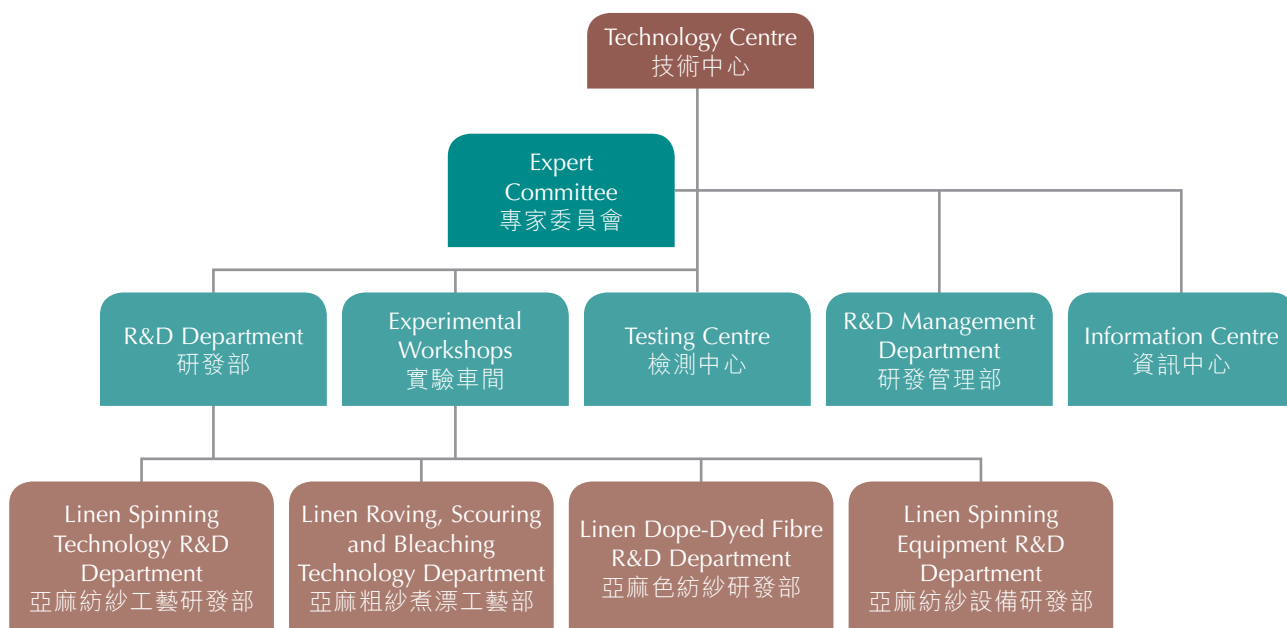 Technology Centre
技術中心
Expert
Committee
專家委員會
R&D Department
研發部
Experimental
Workshops
實驗車間
Testing Centre
檢測中心
R&D Management
Department
研發管理部
Information Centre
資訊中心
Linen Spinning
Technology R&D
Department
亞麻紡紗工藝研發部
Linen Roving, Scouring
and Bleaching
Technology Department
亞麻粗紗煮漂工藝部
Linen Dope-Dyed Fibre
R&D Department
亞麻色紡紗研發部
Linen Spinning
Equipment R&D
Department
亞麻紡紗設備研發部